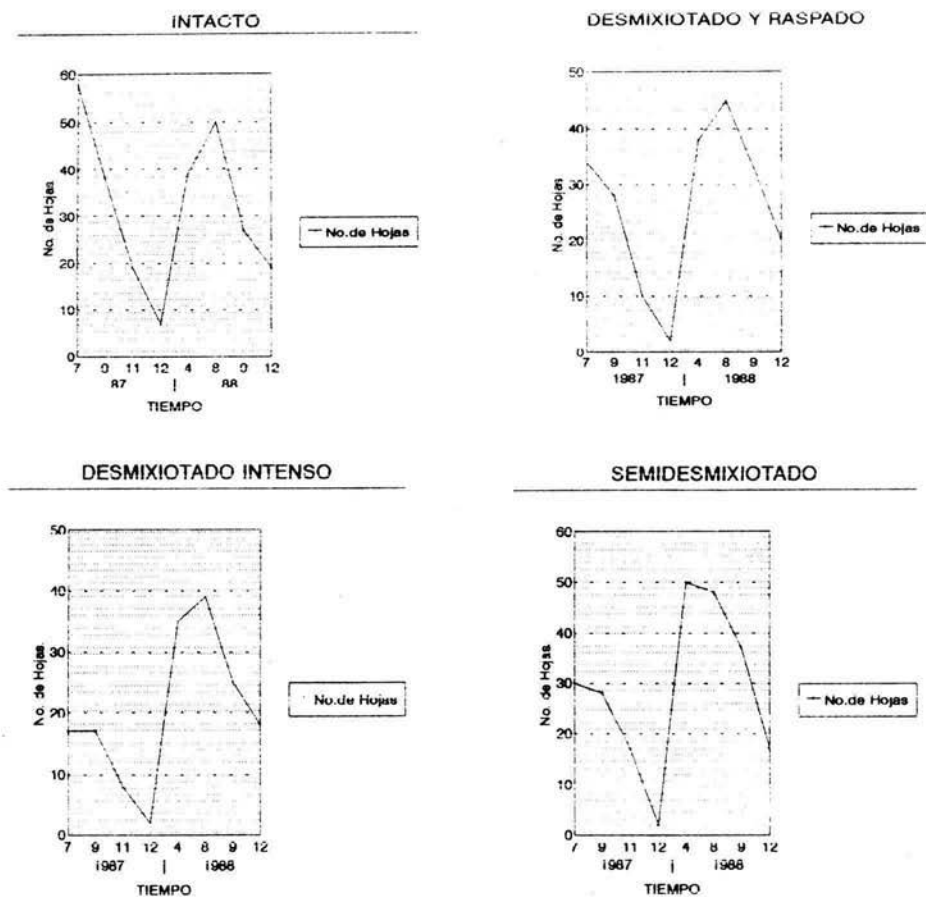 INTACTO
60
50
40
30
20
10
0
No. de Hojas
7 9 11 12 4 8 9 12
87 | 88
TIEMPO
No.de Hojas
DESMIXIOTADO Y RASPADO
50
40
30
20
10
0
No. de Hojas
7 9 11 12 4 8 9 12
1987 | 1988
TIEMPO
No.de Hojas
DESMIXIOTADO INTENSO
50
40
30
20
10
0
No. de Hojas
7 9 11 12 4 8 9 12
1987 | 1988
TIEMPO
No.de Hojas
SEMIDESMIXIOTADO
60
50
40
30
20
10
0
No. de Hojas
7 9 11 12 4 8 9 12
1987 | 1988
TIEMPO
No.de Hojas